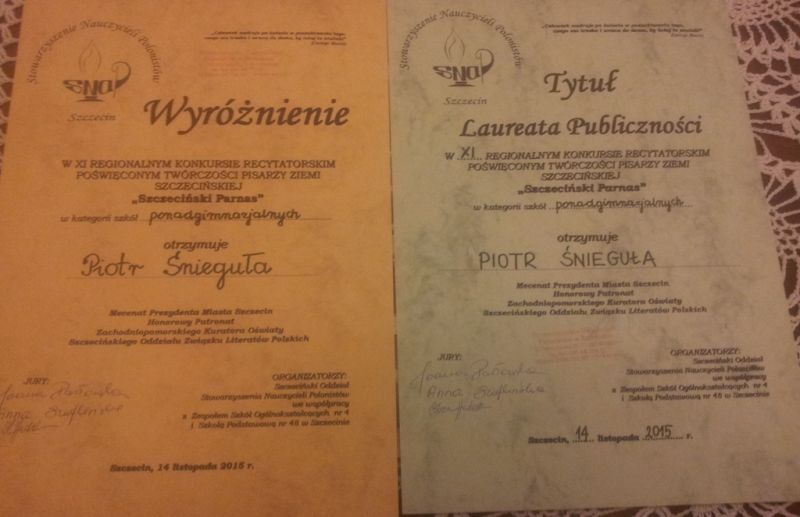 Stowarzyszenie Nauczycieli Polonistów
SNaP
Szczecin
Wyróżnienie
W XI REGIONALNYM KONKURSIE RECYTATORSKIM
POŚWIĘCONYM TWÓRCZOŚCI PISARZY ZIEMI
SZCZECIŃSKIEJ
„Szczeciński Parnas”
w kategorii szkół ponadgimnazjalnych
otrzymuje
Piotr Śnieguła
Mecenat Prezydenta Miasta Szczecin
Honorowy Patronat
Zachodniopomorskiego Kuratora Oświaty
Szczecińskiego Oddziału Związku Literatów Polskich
JURY:
Anna
ORGANIZATORZY:
Szczeciński Oddział
Stowarzyszenia Nauczycieli Polonistów
we współpracy
z Zespołem Szkół Ogólnokształcących nr 4
i Szkołą Podstawową nr 46 w Szczecinie
Szczecin, 14 listopada 2015 r.
Stowarzyszenie Nauczycieli Polonistów
SNaP
Szczecin
Tytuł
Laureata Publiczności
W XI REGIONALNYM KONKURSIE RECYTATORSKIM
POŚWIĘCONYM TWÓRCZOŚCI PISARZY ZIEMI
SZCZECIŃSKIEJ
„Szczeciński Parnas”
w kategorii szkół ponadgimnazjalnych
otrzymuje
PIOTR ŚNIEGUŁA
Mecenat Prezydenta Miasta Szczecin
Honorowy Patronat
Zachodniopomorskiego Kuratora Oświaty
Szczecińskiego Oddziału Związku Literatów Polskich
JURY:
Anna
ORGANIZATORZY:
Szczeciński Oddział
Stowarzyszenia Nauczycieli Polonistów
we współpracy
z Zespołem Szkół Ogólnokształcących nr 4
i Szkołą Podstawową nr 46 w Szczecinie
Szczecin, 14 listopada 2015 r.